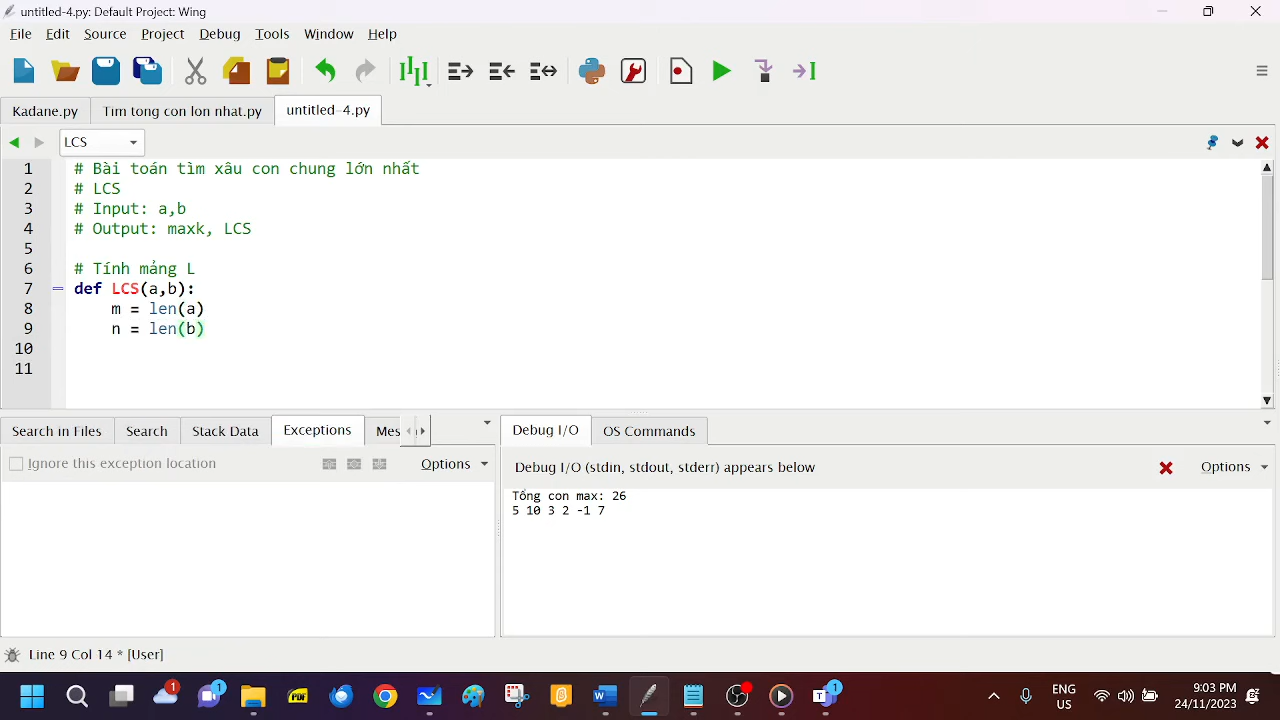 untitled-4.py: Default Project: Wing
File Edit Source Project Debug Tools Window Help
Kadane.py Tim tong con lon nhat.py untitled-4.py
LCS
1 # Bài toán tìm xâu con chung lớn nhất
2 # LCS
3 # Input: a,b
4 # Output: maxk, LCS
5
6 # Tính mảng L
7 def LCS(a,b):
8 m = len(a)
9 n = len(b)
10
11
Search in Files Search Stack Data Exceptions Mes
Debug I/O OS Commands
Ignore this exception location Options
Debug I/O (stdin, stdout, stderr) appears below Options
Tổng con max: 26
5 10 3 2 -1 7
Line 9 Col 14 * [User]
1 1 PDF 1
ENG
US
9:03 PM
24/11/2023